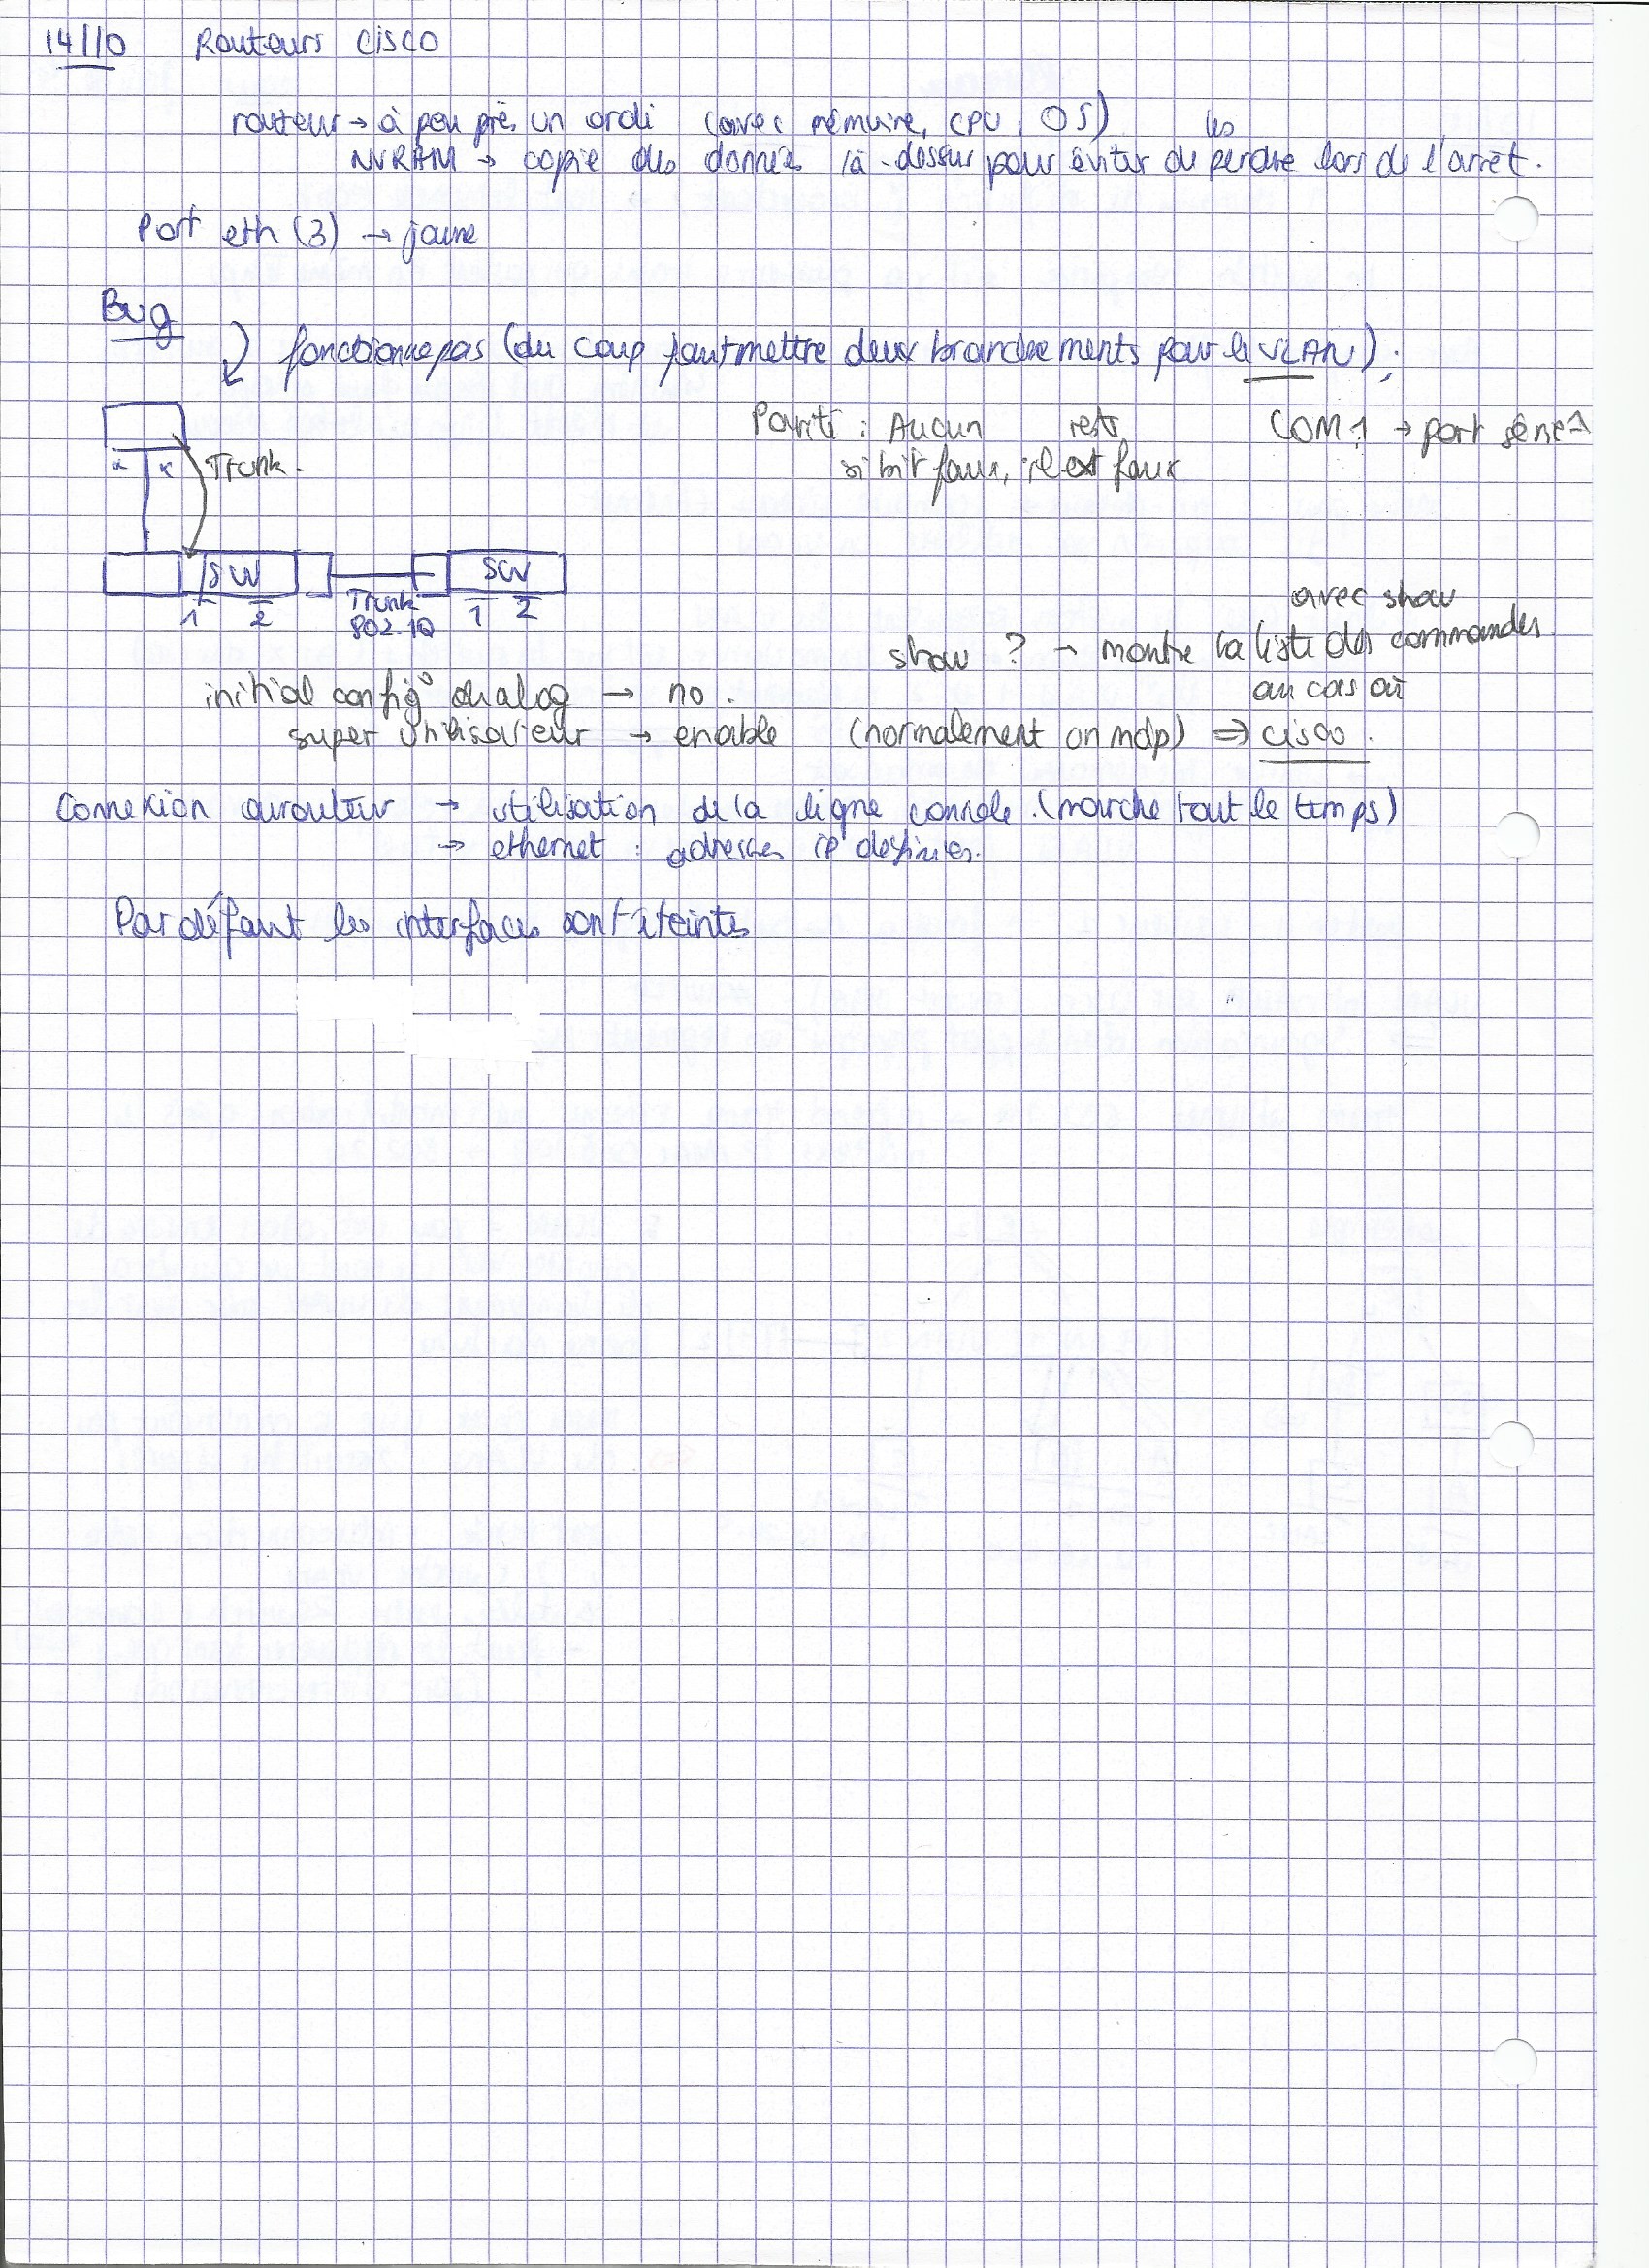 14/10 Routeurs cisco
routeur → à peu près un ordi (avec mémoire, CPU, OS)
NVRAM → copie des données là-dessus pour éviter de les perdre lors de l'arrêt.
Port eth (3) → jaune
Bug
fonctionne pas (du coup faut mettre deux branchements pour le VLAN);
Parité : Aucun COM1 → port série 1
si bit faux, il reste faux
Trunk.
SW SW
1 2 Trunk 802.1Q 1 2
show ? → montre la liste des commandes avec show
initial config° dialog → no.
super utilisateur → enable (normalement on mdp) ⇒ cisco. au cas où
Connexion au routeur → utilisation de la ligne console. (marche tout le temps)
→ ethernet : adresses IP définies.
Par défaut les interfaces sont éteintes